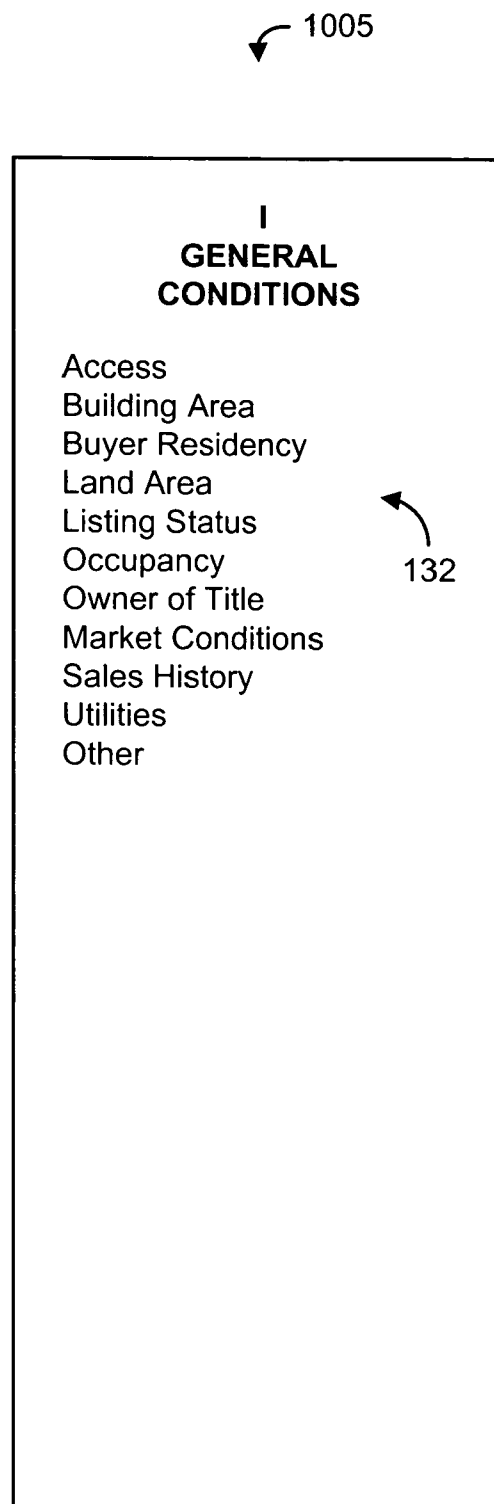 1005
I
GENERAL
CONDITIONS
Access
Building Area
Buyer Residency
Land Area
Listing Status
Occupancy
132
Owner of Title
Market Conditions
Sales History
Utilities
Other